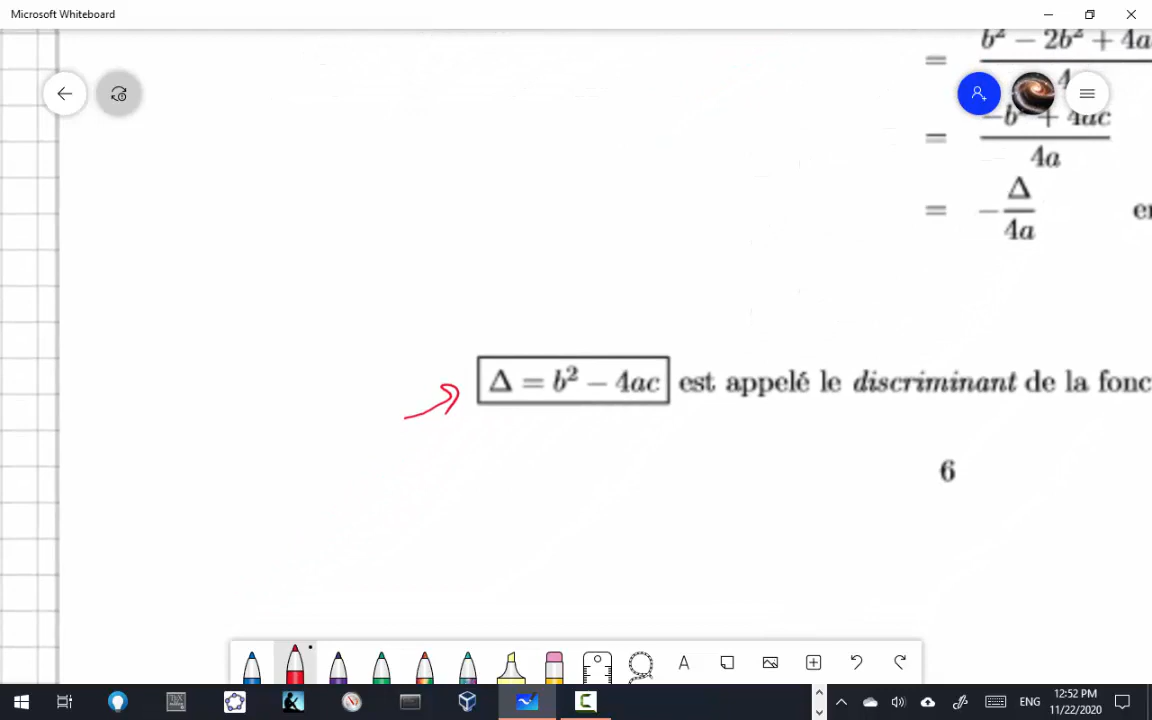 Microsoft Whiteboard
= b² − 2b² + 4a
= −b² + 4ac / 4a
= −Δ/4a
Δ = b² − 4ac est appelé le discriminant de la fonc
6
A
ENG
12:52 PM
11/22/2020